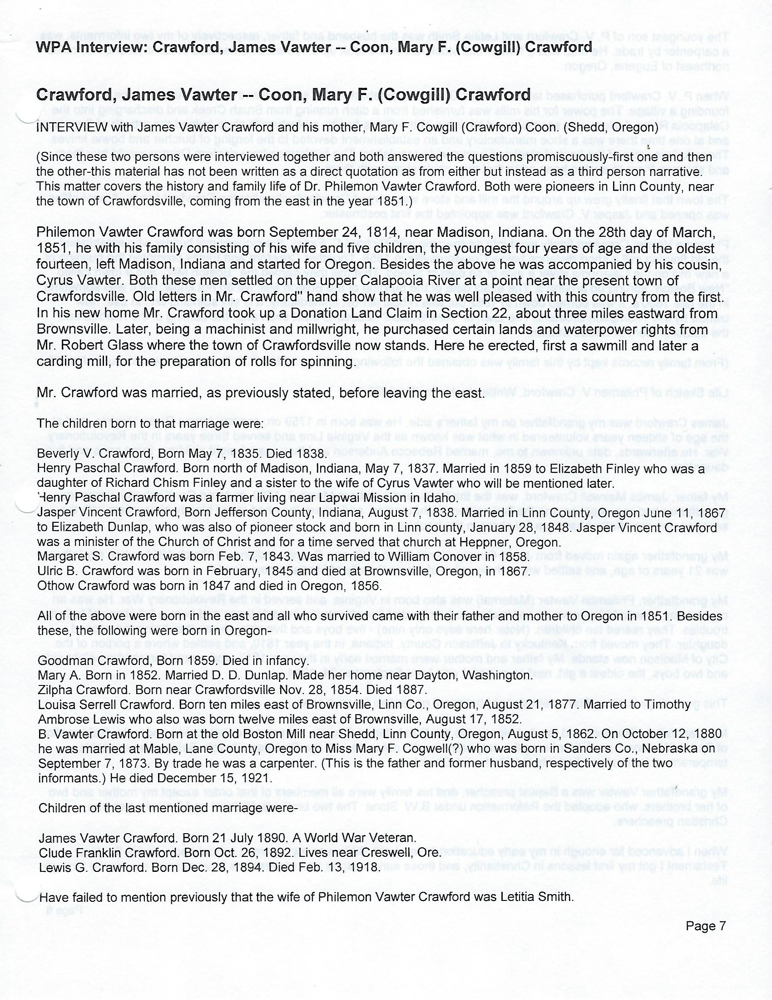 WPA Interview: Crawford, James Vawter -- Coon, Mary F. (Cowgill) Crawford
Crawford, James Vawter -- Coon, Mary F. (Cowgill) Crawford
INTERVIEW with James Vawter Crawford and his mother, Mary F. Cowgill (Crawford) Coon. (Shedd, Oregon)
(Since these two persons were interviewed together and both answered the questions promiscuously-first one and then
the other-this material has not been written as a direct quotation as from either but instead as a third person narrative.
This matter covers the history and family life of Dr. Philemon Vawter Crawford. Both were pioneers in Linn County, near
the town of Crawfordsville, coming from the east in the year 1851.)
Philemon Vawter Crawford was born September 24, 1814, near Madison, Indiana. On the 28th day of March,
1851, he with his family consisting of his wife and five children, the youngest four years of age and the oldest
fourteen, left Madison, Indiana and started for Oregon. Besides the above he was accompanied by his cousin,
Cyrus Vawter. Both these men settled on the upper Calapooia River at a point near the present town of
Crawfordsville. Old letters in Mr. Crawford" hand show that he was well pleased with this country from the first.
In his new home Mr. Crawford took up a Donation Land Claim in Section 22, about three miles eastward from
Brownsville. Later, being a machinist and millwright, he purchased certain lands and waterpower rights from
Mr. Robert Glass where the town of Crawfordsville now stands. Here he erected, first a sawmill and later a
carding mill, for the preparation of rolls for spinning.
Mr. Crawford was married, as previously stated, before leaving the east.
The children born to that marriage were:
Beverly V. Crawford, Born May 7, 1835. Died 1838.
Henry Paschal Crawford. Born north of Madison, Indiana, May 7, 1837. Married in 1859 to Elizabeth Finley who was a
daughter of Richard Chism Finley and a sister to the wife of Cyrus Vawter who will be mentioned later.
Henry Paschal Crawford was a farmer living near Lapwai Mission in Idaho.
Jasper Vincent Crawford, Born Jefferson County, Indiana, August 7, 1838. Married in Linn County, Oregon June 11, 1867
to Elizabeth Dunlap, who was also of pioneer stock and born in Linn county, January 28, 1848. Jasper Vincent Crawford
was a minister of the Church of Christ and for a time served that church at Heppner, Oregon.
Margaret S. Crawford was born Feb. 7, 1843. Was married to William Conover in 1858.
Ulric B. Crawford was born in February, 1845 and died at Brownsville, Oregon, in 1867.
Othow Crawford was born in 1847 and died in Oregon, 1856.
All of the above were born in the east and all who survived came with their father and mother to Oregon in 1851. Besides
these, the following were born in Oregon-
Goodman Crawford, Born 1859. Died in infancy.
Mary A. Born in 1852. Married D. D. Dunlap. Made her home near Dayton, Washington.
Zilpha Crawford. Born near Crawfordsville Nov. 28, 1854. Died 1887.
Louisa Serrell Crawford. Born ten miles east of Brownsville, Linn Co., Oregon, August 21, 1877. Married to Timothy
Ambrose Lewis who also was born twelve miles east of Brownsville, August 17, 1852.
B. Vawter Crawford. Born at the old Boston Mill near Shedd, Linn County, Oregon, August 5, 1862. On October 12, 1880
he was married at Mable, Lane County, Oregon to Miss Mary F. Cogwell(?) who was born in Sanders Co., Nebraska on
September 7, 1873. By trade he was a carpenter. (This is the father and former husband, respectively of the two
informants.) He died December 15, 1921.
Children of the last mentioned marriage were-
James Vawter Crawford. Born 21 July 1890. A World War Veteran.
Clude Franklin Crawford. Born Oct. 26, 1892. Lives near Creswell, Ore.
Lewis G. Crawford. Born Dec. 28, 1894. Died Feb. 13, 1918.
Have failed to mention previously that the wife of Philemon Vawter Crawford was Letitia Smith.
Page 7